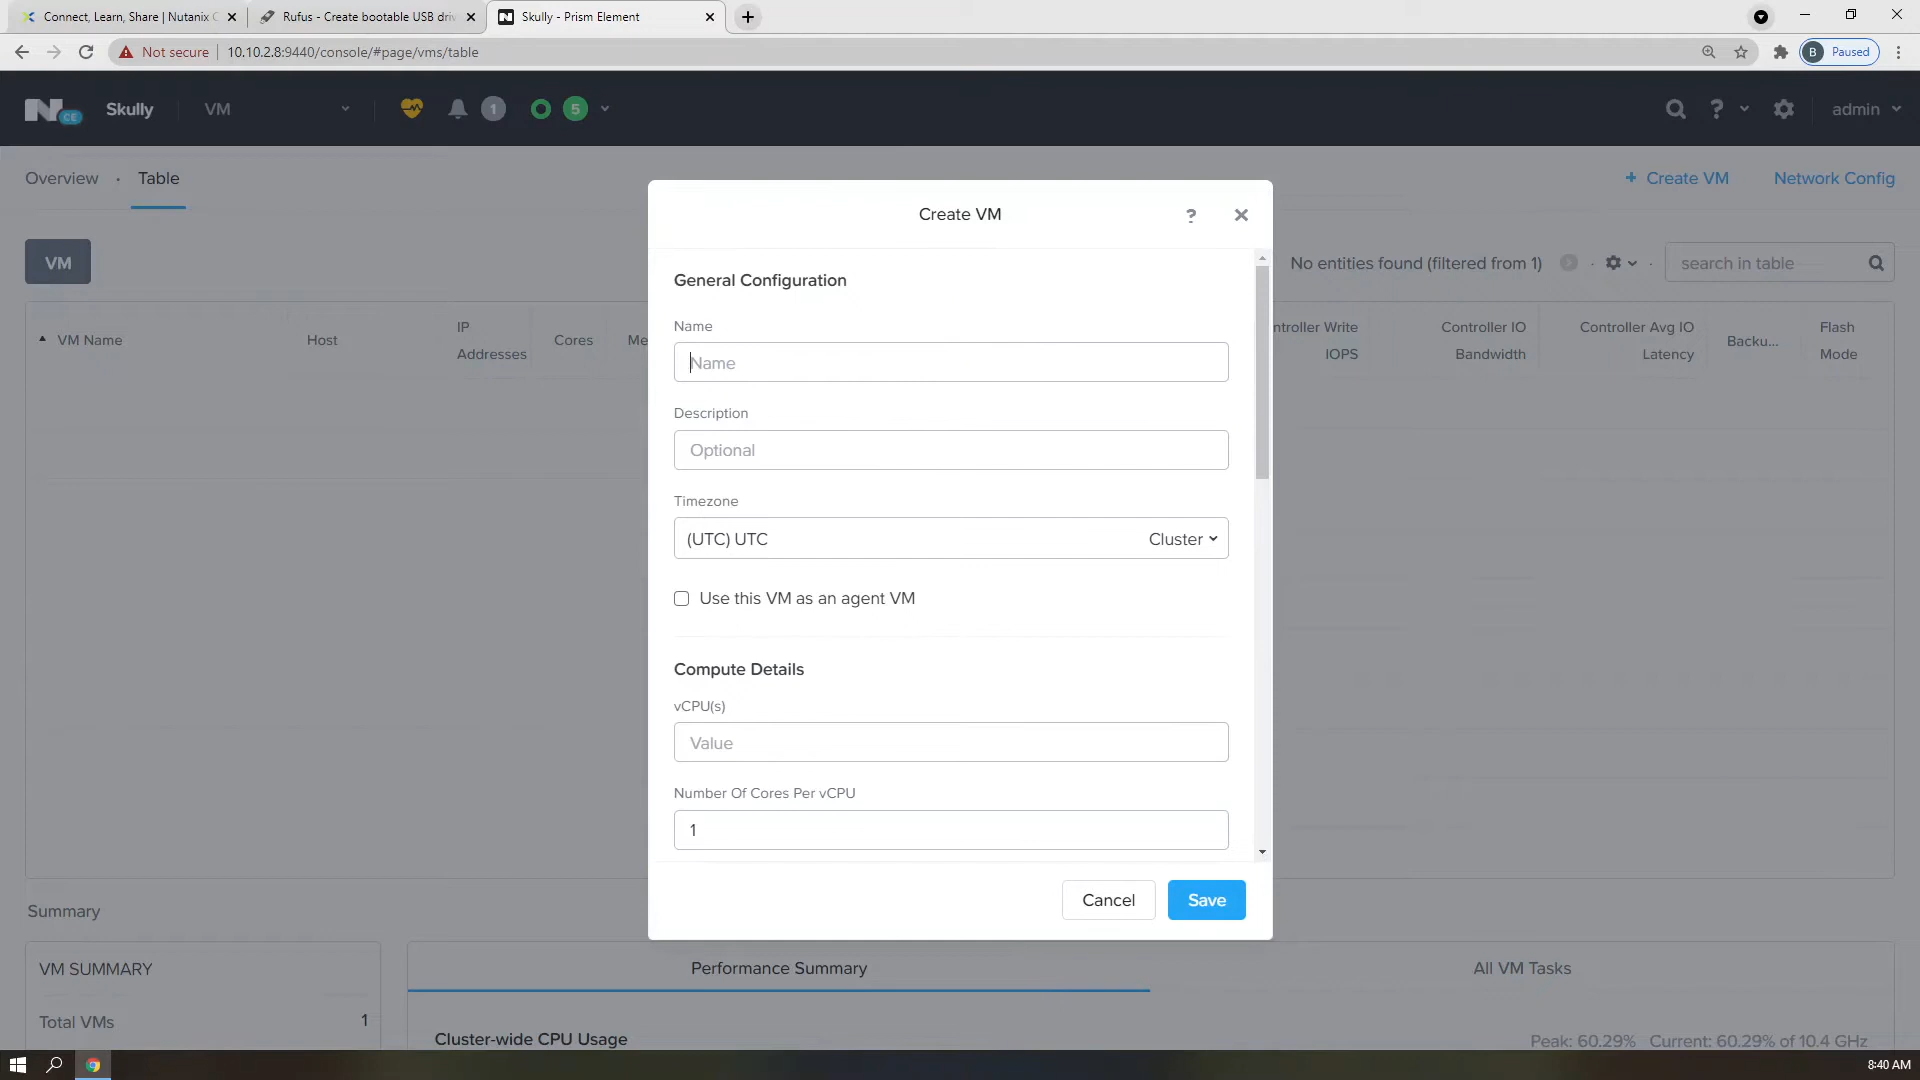 Connect, Learn, Share | Nutanix C
Rufus - Create bootable USB driv
Skully - Prism Element
Not secure
10.10.2.8:9440/console/#page/vms/table
B
Paused
CE
Skully
VM
1
5
?
admin
Overview
·
Table
+ Create VM
Network Config
VM
No entities found (filtered from 1)
search in table
VM Name
Host
IP
Addresses
Cores
Me
ntroller Write
IOPS
Controller IO
Bandwidth
Controller Avg IO
Latency
Backu...
Flash
Mode
Create VM
?
General Configuration
Name
Name
Description
Optional
Timezone
(UTC) UTC
Cluster
Use this VM as an agent VM
Compute Details
vCPU(s)
Value
Number Of Cores Per vCPU
1
Cancel
Save
Summary
VM SUMMARY
Total VMs
1
Performance Summary
All VM Tasks
Cluster-wide CPU Usage
Peak: 60.29% Current: 60.29% of 10.4 GHz
8:40 AM